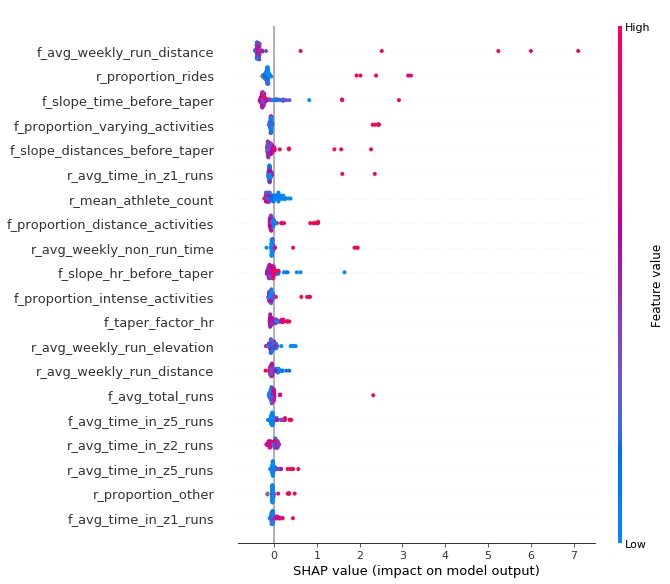 High
f_avg_weekly_run_distance
r_proportion_rides
f_slope_time_before_taper
f_proportion_varying_activities
f_slope_distances_before_taper
r_avg_time_in_z1_runs
r_mean_athlete_count
f_proportion_distance_activities
r_avg_weekly_non_run_time
f_slope_hr_before_taper
f_proportion_intense_activities
f_taper_factor_hr
r_avg_weekly_run_elevation
r_avg_weekly_run_distance
f_avg_total_runs
f_avg_time_in_z5_runs
r_avg_time_in_z2_runs
r_avg_time_in_z5_runs
r_proportion_other
f_avg_time_in_z1_runs
Feature value
Low
0 1 2 3 4 5 6 7
SHAP value (impact on model output)